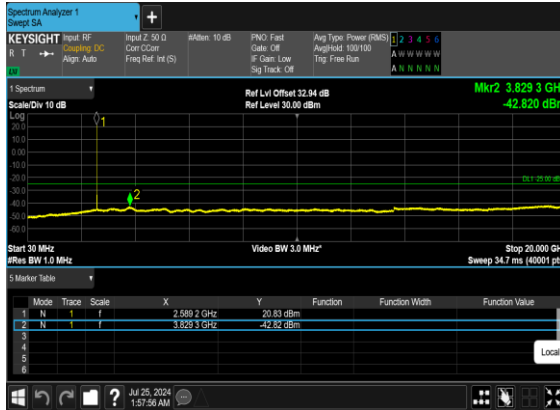 Spectrum Analyzer 1
Swept SA
+
KEYSIGHT Input: RF Input Z: 50 Ω #Atten: 10 dB PNO: Fast Avg Type: Power (RMS) 1 2 3 4 5 6
R T Coupling: DC Corr CCorr Gate: Off Avg|Hold: 100/100 A W W W W W
Align: Auto Freq Ref: Int (S) IF Gain: Low Trig: Free Run
Sig Track: Off A N N N N N
LXI
1 Spectrum
Ref Lvl Offset 32.94 dB Mkr2 3.829 3 GH
Scale/Div 10 dB Ref Level 30.00 dBm -42.820 dBr
Log
20.0
10.0
0.00
-10.0
-20.0
-30.0
-40.0
-50.0
-60.0
1
2
DL1 -25.00 dB
Start 30 MHz Video BW 3.0 MHz* Stop 20.000 GH
#Res BW 1.0 MHz Sweep 34.7 ms (40001 pt
5 Marker Table
Mode Trace Scale X Y Function Function Width Function Value
1 N 1 f 2.589 2 GHz 20.83 dBm
2 N 1 f 3.829 3 GHz -42.82 dBm
3
4
5
6
Local
?
Jul 25, 2024
1:57:56 AM